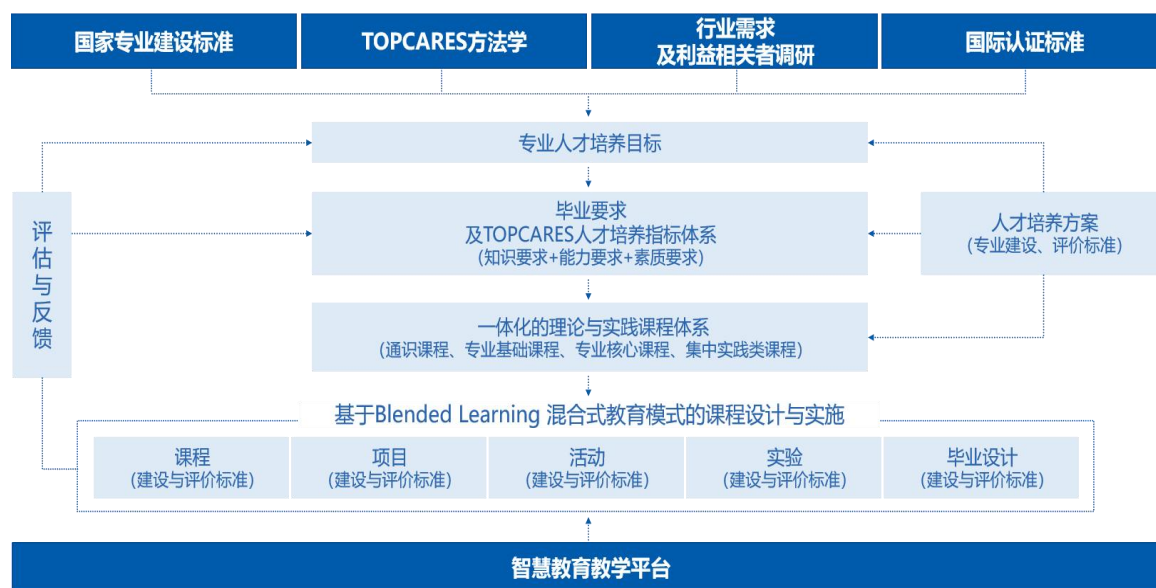 国家专业建设标准
TOPCARES方法学
行业需求
及利益相关者调研
国际认证标准
专业人才培养目标
评估与反馈
毕业要求
及TOPCARES人才培养指标体系
(知识要求+能力要求+素质要求)
人才培养方案
(专业建设、评价标准)
一体化的理论与实践课程体系
(通识课程、专业基础课程、专业核心课程、集中实践类课程)
基于Blended Learning 混合式教育模式的课程设计与实施
课程
(建设与评价标准)
项目
(建设与评价标准)
活动
(建设与评价标准)
实验
(建设与评价标准)
毕业设计
(建设与评价标准)
智慧教育教学平台